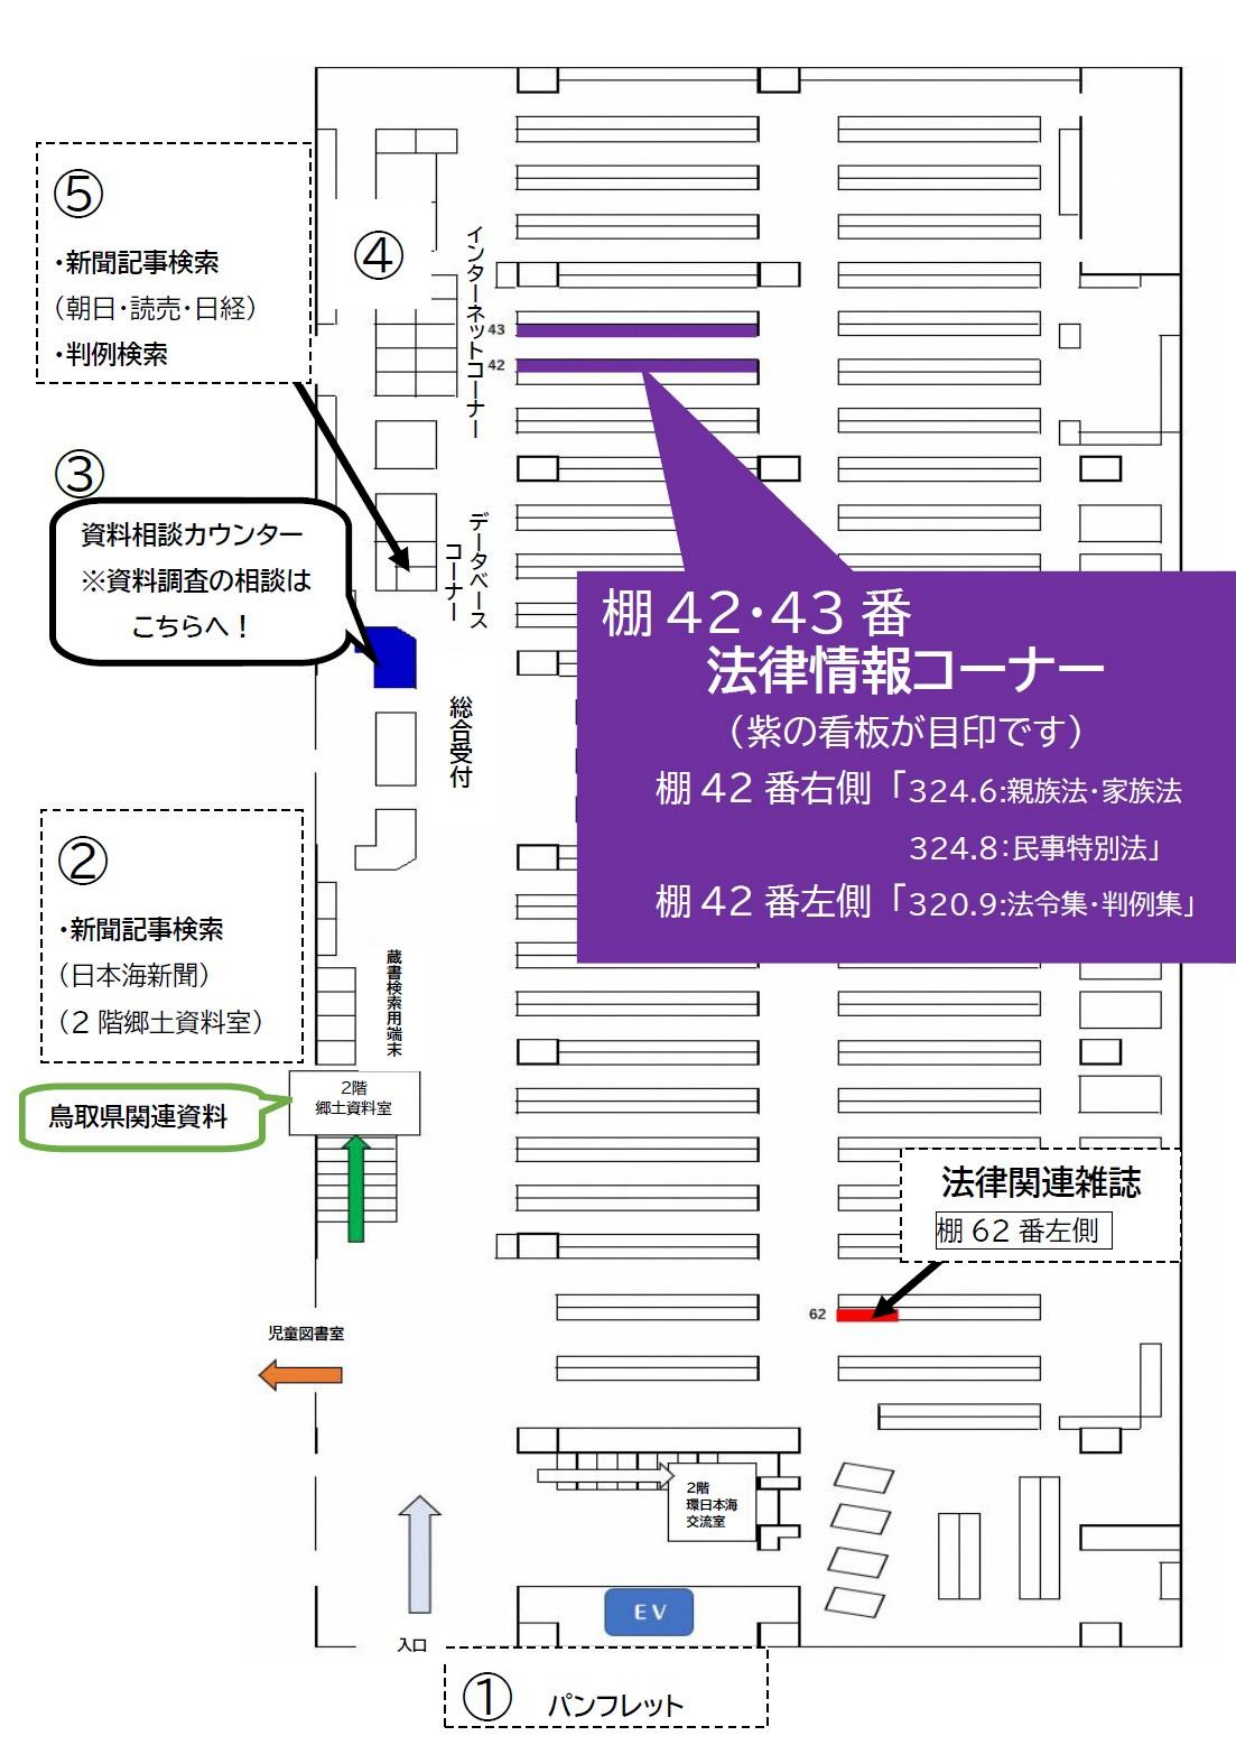 ⑤
・新聞記事検索
（朝日・読売・日経）
・判例検索
④
インターネットコーナー
43
42
③
資料相談カウンター
※資料調査の相談は
こちらへ！
データベース
コーナー
棚 42・43 番
法律情報コーナー
（紫の看板が目印です）
棚 42 番右側「324.6:親族法・家族法
324.8：民事特別法」
棚 42 番左側「320.9:法令集・判例集」
総合受付
②
・新聞記事検索
（日本海新聞）
（2 階郷土資料室）
蔵書検索用端末
2階
郷土資料室
鳥取県関連資料
法律関連雑誌
棚 62 番左側
62
児童図書室
2階
環日本海
交流室
EV
入口
① パンフレット